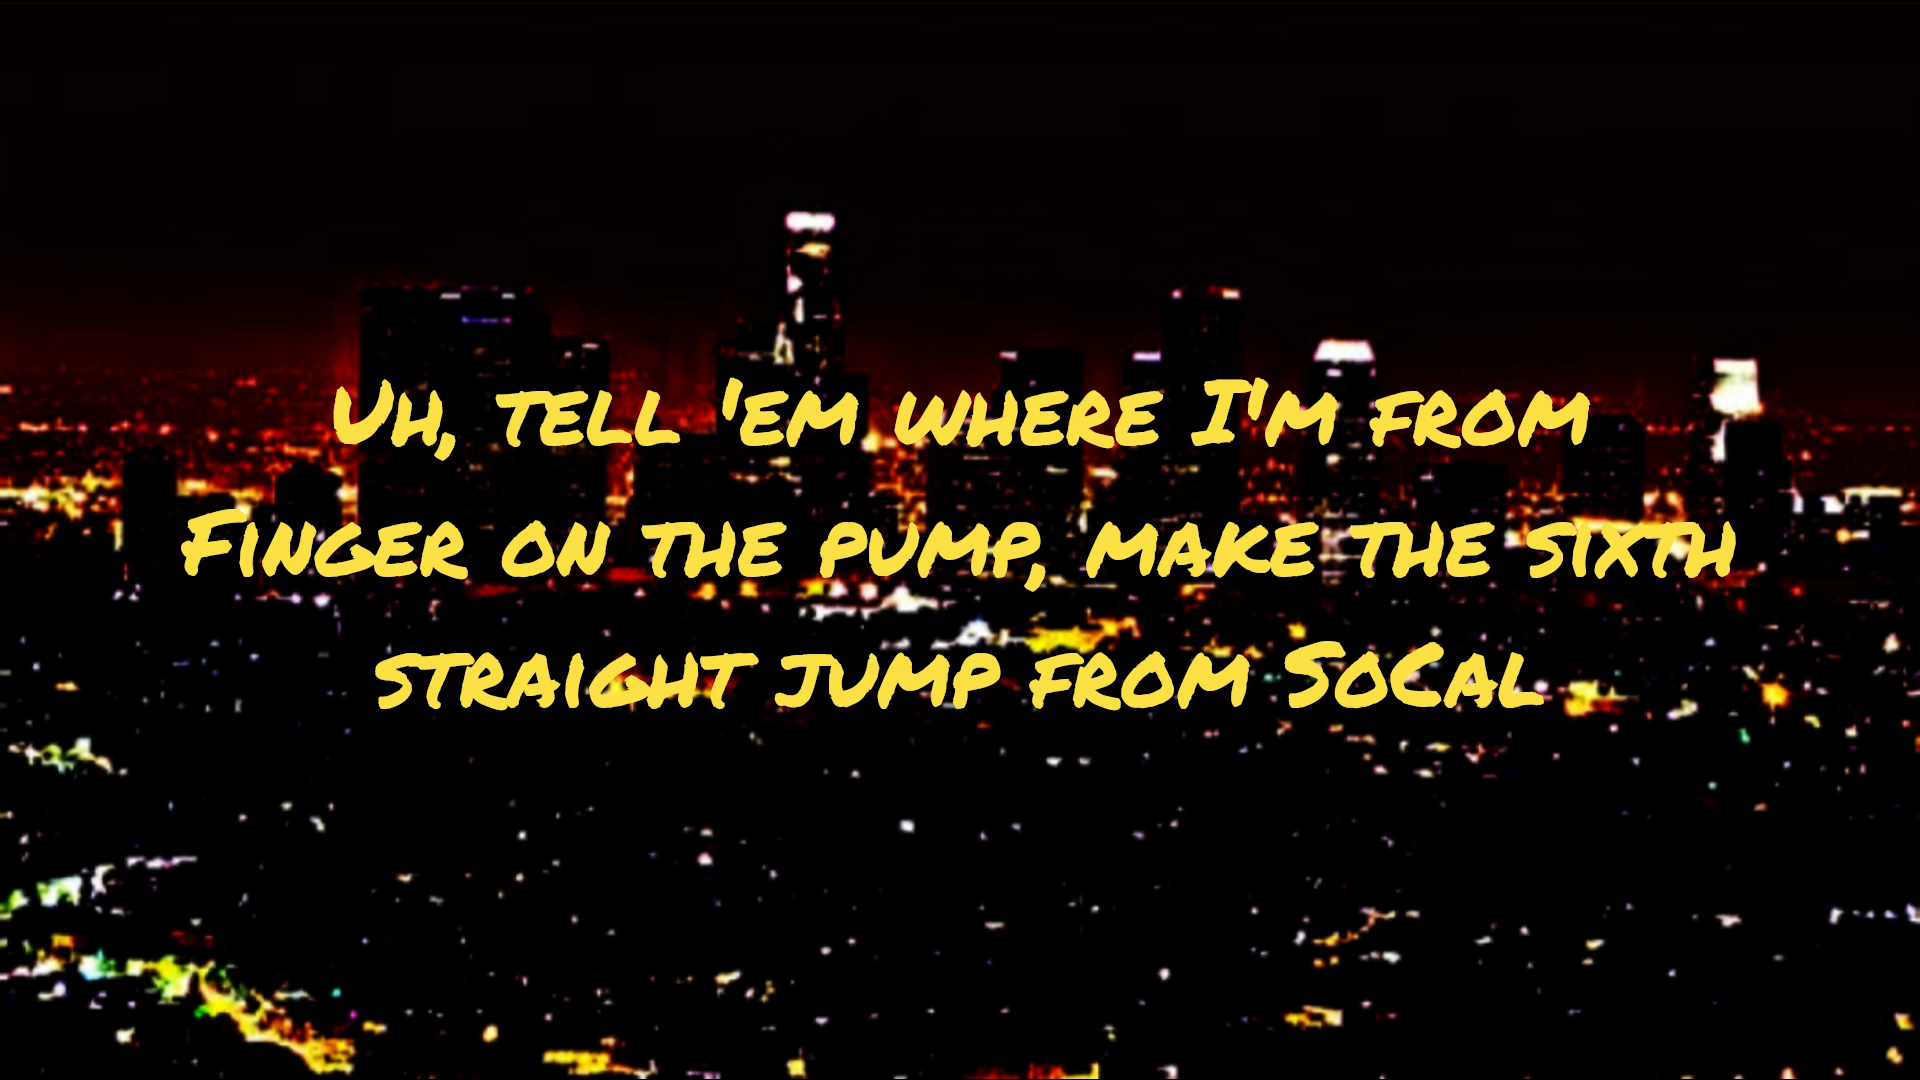 Uh, tell 'em where I'm from
Finger on the pump, make the sixth
straight jump from SoCal